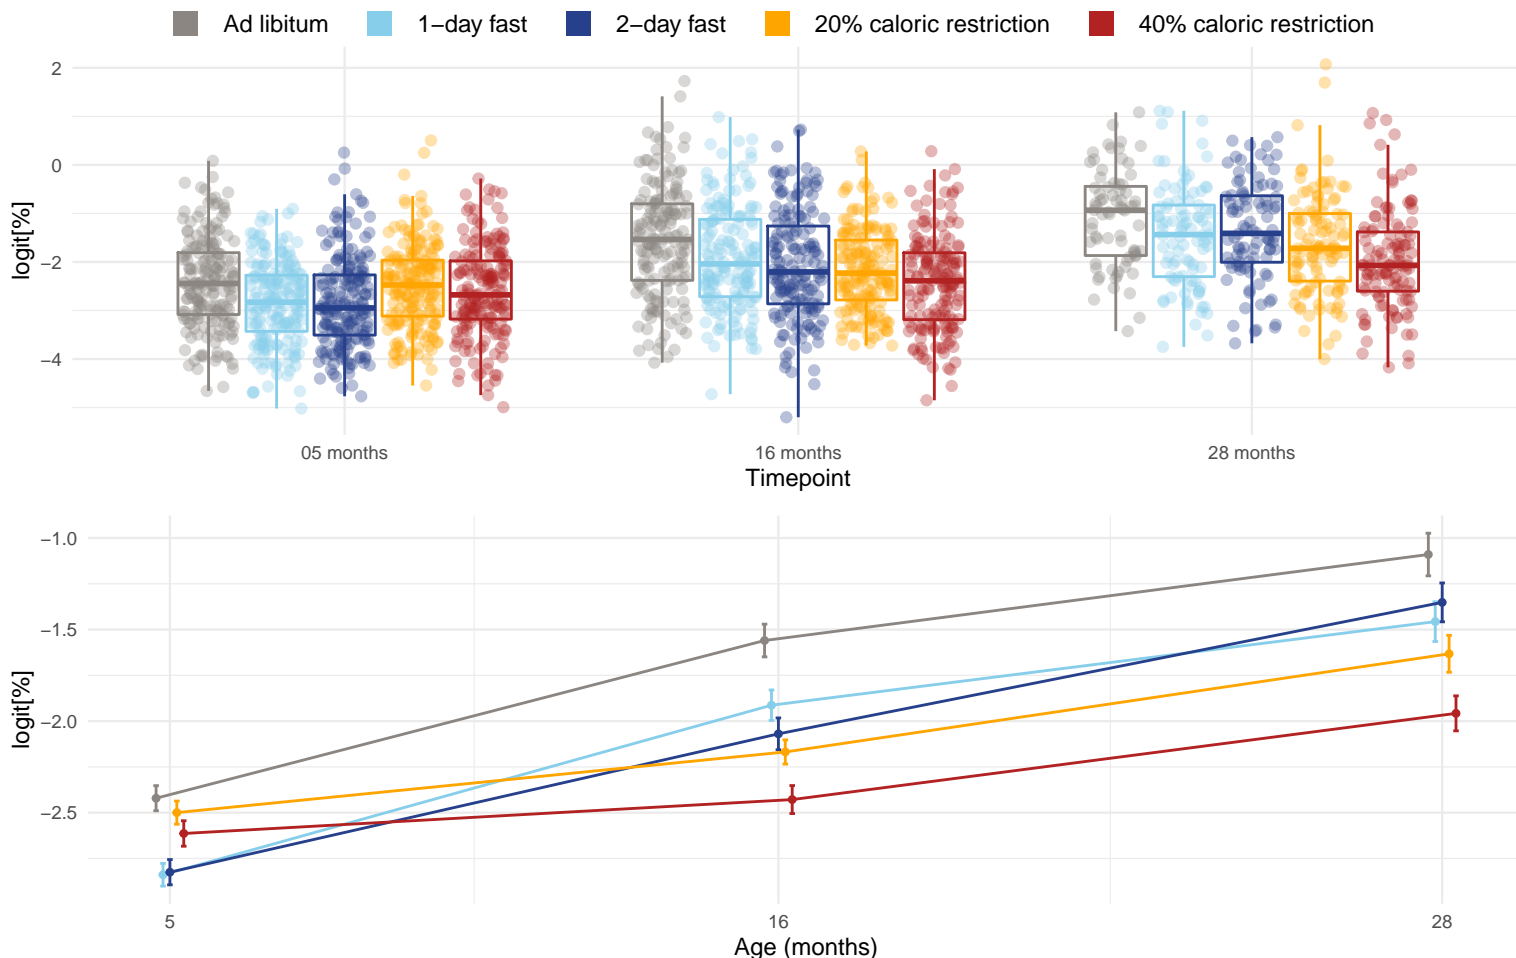 Ad libitum 1−day fast 2−day fast 20% caloric restriction 40% caloric restriction
2
0
−2
−4
logit[%]
05 months 16 months 28 months
Timepoint
−1.0
−1.5
−2.0
−2.5
logit[%]
5 16 28
Age (months)